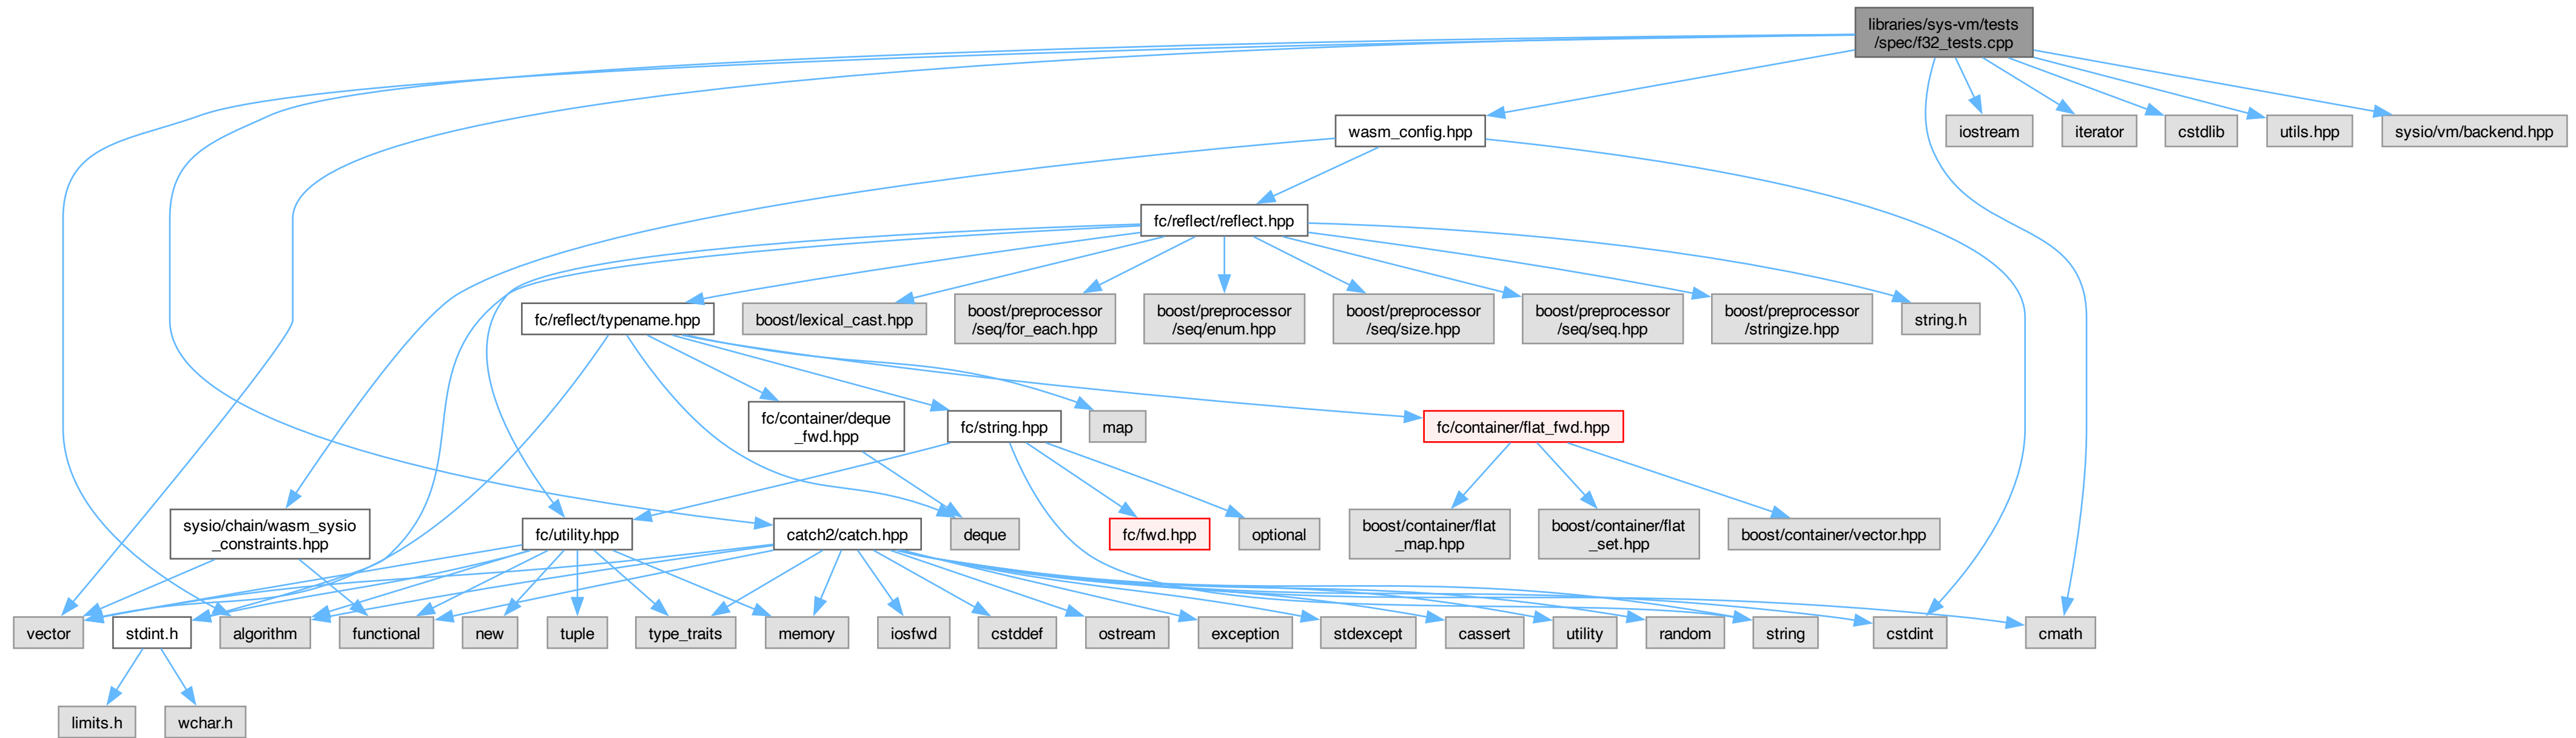 libraries/sys-vm/tests
/spec/f32_tests.cpp
wasm_config.hpp
iostream
iterator
cstdlib
utils.hpp
sysio/vm/backend.hpp
fc/reflect/reflect.hpp
fc/reflect/typename.hpp
boost/lexical_cast.hpp
boost/preprocessor
/seq/for_each.hpp
boost/preprocessor
/seq/enum.hpp
boost/preprocessor
/seq/size.hpp
boost/preprocessor
/seq/seq.hpp
boost/preprocessor
/stringize.hpp
string.h
fc/container/deque
_fwd.hpp
fc/string.hpp
map
fc/container/flat_fwd.hpp
sysio/chain/wasm_sysio
_constraints.hpp
fc/utility.hpp
catch2/catch.hpp
deque
fc/fwd.hpp
optional
boost/container/flat
_map.hpp
boost/container/flat
_set.hpp
boost/container/vector.hpp
vector
stdint.h
algorithm
functional
new
tuple
type_traits
memory
iosfwd
cstddef
ostream
exception
stdexcept
cassert
utility
random
string
cstdint
cmath
limits.h
wchar.h